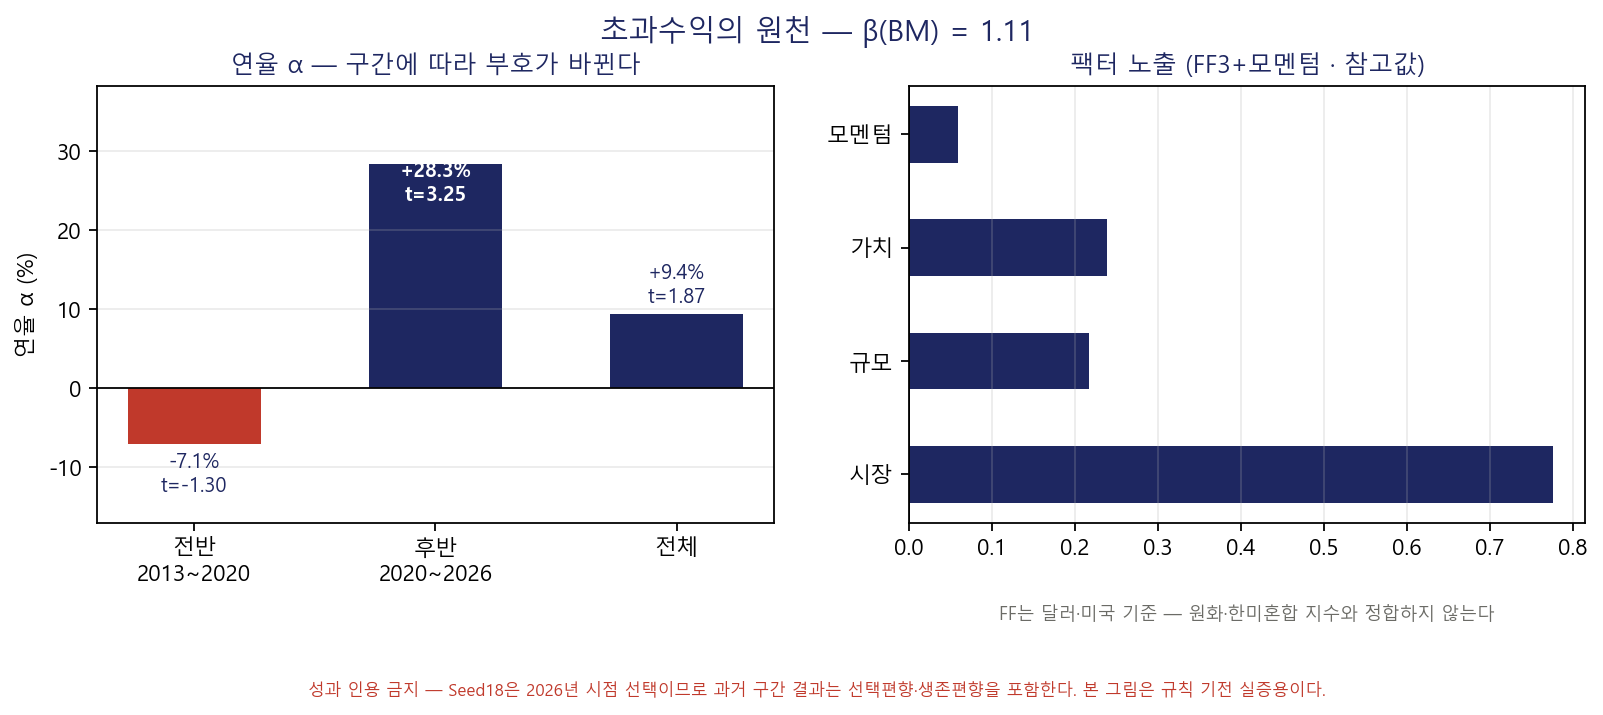 초과수익의 원천 — β(BM) = 1.11
연율 α — 구간에 따라 부호가 바뀐다
연율 α (%)
30
20
10
0
-10
+28.3%
t=3.25
+9.4%
t=1.87
-7.1%
t=-1.30
전반
2013~2020
후반
2020~2026
전체
팩터 노출 (FF3+모멘텀 · 참고값)
모멘텀
가치
규모
시장
0.0 0.1 0.2 0.3 0.4 0.5 0.6 0.7 0.8
FF는 달러·미국 기준 — 원화·한미혼합 지수와 정합하지 않는다
성과 인용 금지 — Seed18은 2026년 시점 선택이므로 과거 구간 결과는 선택편향·생존편향을 포함한다. 본 그림은 규칙 기전 실증용이다.